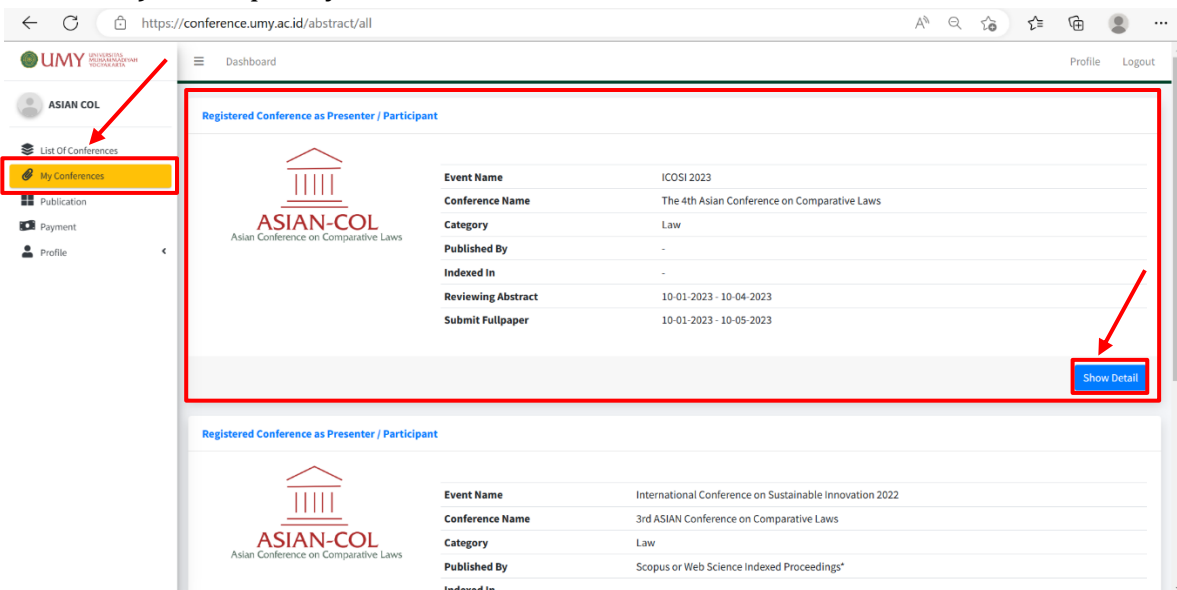 https://conference.umy.ac.id/abstract/all
UMY UNIVERSITAS MUHAMMADIYAH YOGYAKARTA
Dashboard
Profile Logout
ASIAN COL
List Of Conferences
My Conferences
Publication
Payment
Profile
Registered Conference as Presenter / Participant
ASIAN-COL
Asian Conference on Comparative Laws
Event Name ICOSI 2023
Conference Name The 4th Asian Conference on Comparative Laws
Category Law
Published By -
Indexed In -
Reviewing Abstract 10-01-2023 - 10-04-2023
Submit Fullpaper 10-01-2023 - 10-05-2023
Show Detail
Registered Conference as Presenter / Participant
ASIAN-COL
Asian Conference on Comparative Laws
Event Name International Conference on Sustainable Innovation 2022
Conference Name 3rd ASIAN Conference on Comparative Laws
Category Law
Published By Scopus or Web Science Indexed Proceedings*
Indexed In